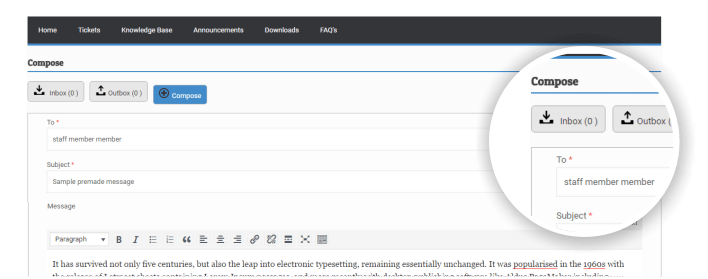 Home Tickets Knowledge Base Announcements Downloads FAQ's
Compose
Inbox (0 ) Outbox (0 ) Compose
To *
staff member member
Subject *
Sample premade message
Message
Paragraph B I
It has survived not only five centuries, but also the leap into electronic typesetting, remaining essentially unchanged. It was popularised in the 1960s with
Compose
Inbox (0 ) Outbox (
To *
staff member member
Subject *